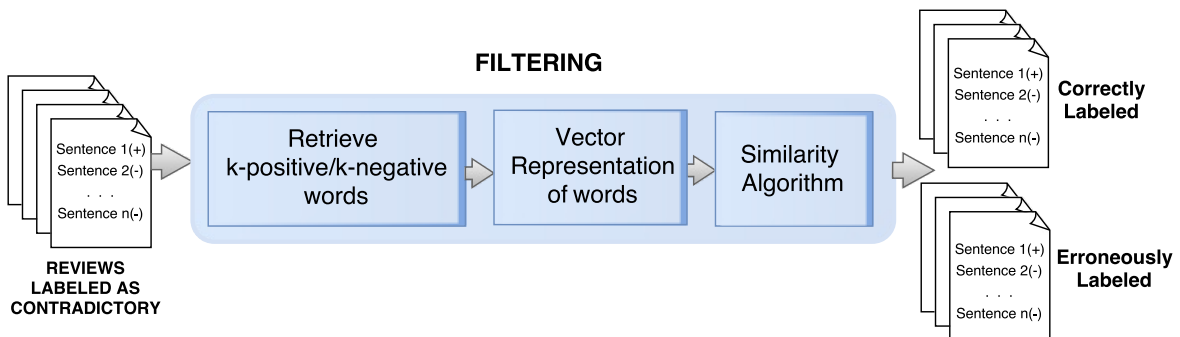 FILTERING
Sentence 1(+)
Sentence 2(-)
. . .
Sentence n(-)
REVIEWS
LABELED AS
CONTRADICTORY
Retrieve
k-positive/k-negative
words
Vector
Representation
of words
Similarity
Algorithm
Sentence 1(+)
Sentence 2(-)
. . .
Sentence n(-)
Correctly
Labeled
Sentence 1(+)
Sentence 2(-)
. . .
Sentence n(-)
Erroneously
Labeled